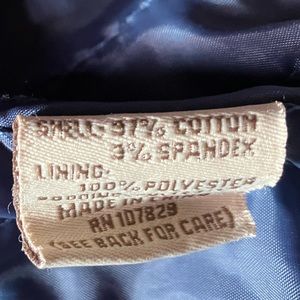 SHELL: 97% COTTON
3% SPANDEX
LINING:
100% POLYESTER
MADE IN
RN 107829
(SEE BACK FOR CARE)